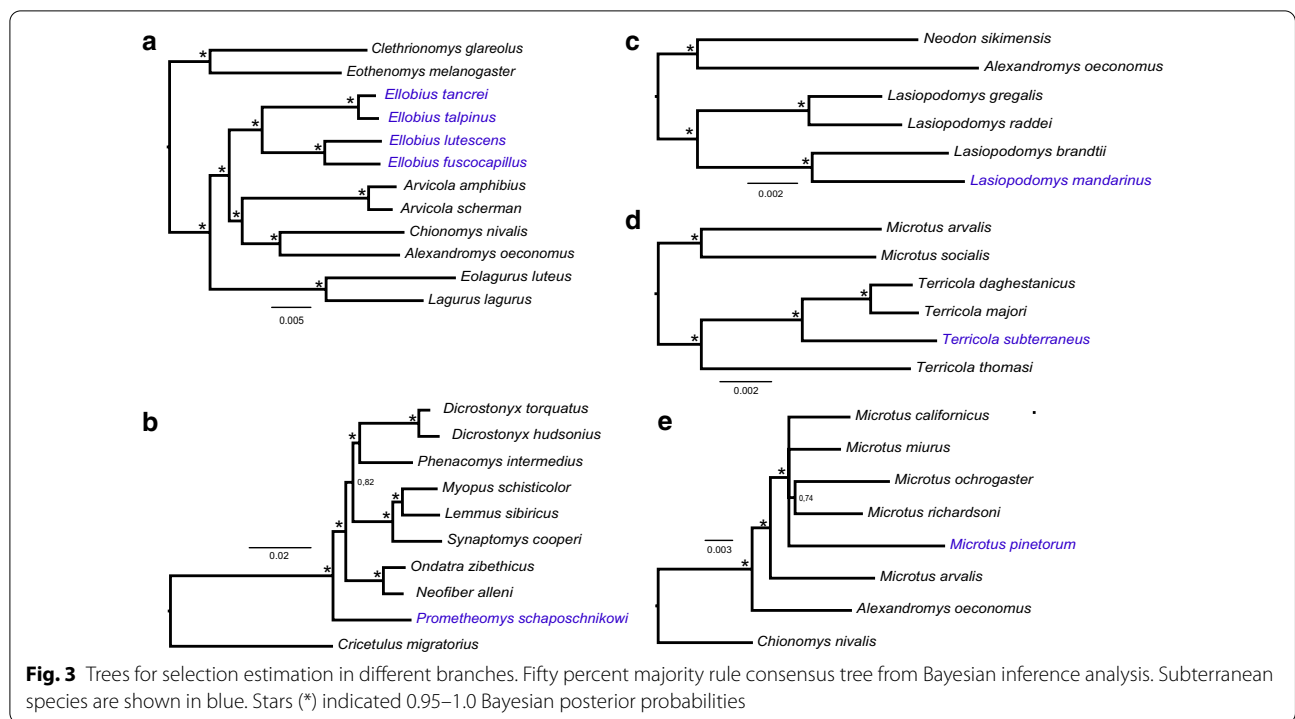 a
*
Clethrionomys glareolus
Eothenomys melanogaster
*
Ellobius tancrei
*
Ellobius talpinus
*
Ellobius lutescens
*
Ellobius fuscocapillus
*
*
Arvicola amphibius
*
Arvicola scherman
*
Chionomys nivalis
*
Alexandromys oeconomus
*
Eolagurus luteus
*
Lagurus lagurus
0.005
b
Dicrostonyx torquatus
*
Dicrostonyx hudsonius
*
Phenacomys intermedius
0,82
Myopus schisticolor
*
Lemmus sibiricus
*
Synaptomys cooperi
*
0.02
Ondatra zibethicus
*
Neofiber alleni
*
Prometheomys schaposchnikowi
Cricetulus migratorius
c
Neodon sikimensis
*
Alexandromys oeconomus
Lasiopodomys gregalis
*
Lasiopodomys raddei
*
Lasiopodomys brandtii
*
Lasiopodomys mandarinus
0.002
d
Microtus arvalis
*
Microtus socialis
Terricola daghestanicus
*
Terricola majori
*
Terricola subterraneus
*
Terricola thomasi
0.002
e
Microtus californicus
Microtus miurus
*
Microtus ochrogaster
0,74
Microtus richardsoni
*
0.003
Microtus pinetorum
*
Microtus arvalis
Alexandromys oeconomus
Chionomys nivalis
Fig. 3 Trees for selection estimation in different branches. Fifty percent majority rule consensus tree from Bayesian inference analysis. Subterranean
species are shown in blue. Stars (*) indicated 0.95–1.0 Bayesian posterior probabilities